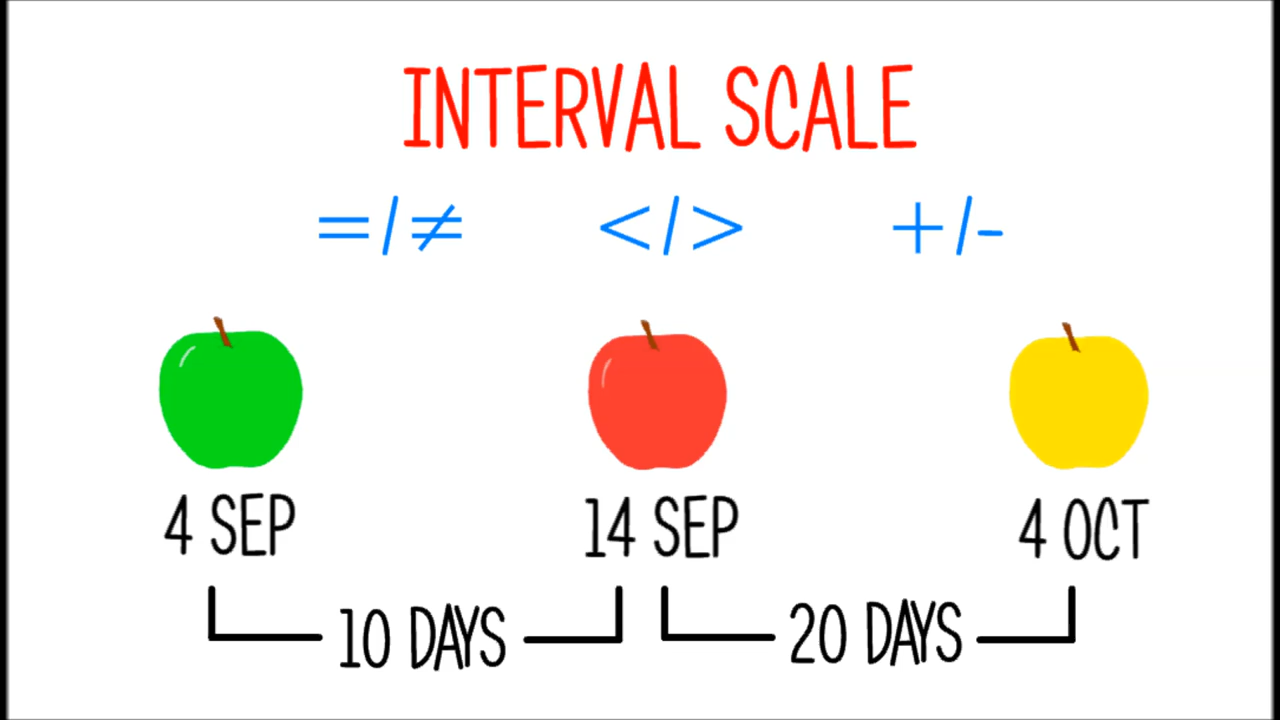 INTERVAL SCALE
=/≠ </> +/-
4 SEP 14 SEP 4 OCT
10 DAYS 20 DAYS